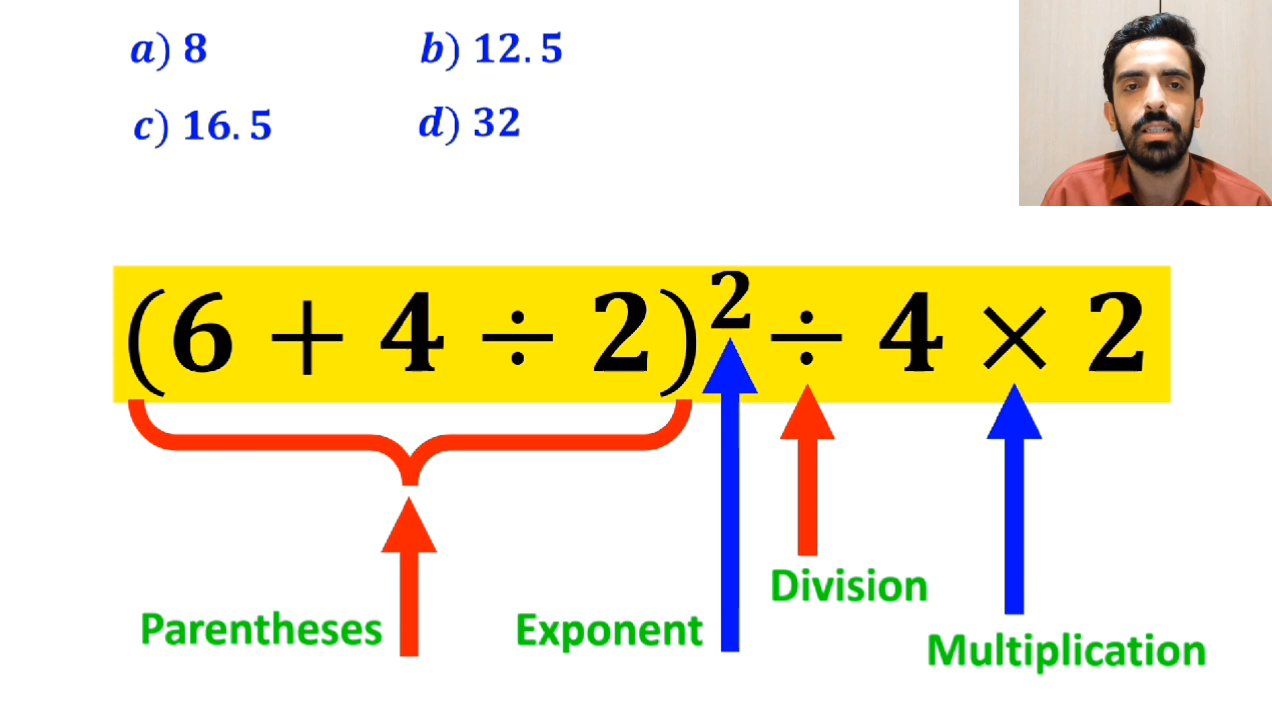 a) 8
b) 12.5
c) 16.5
d) 32
(6 + 4 ÷ 2)² ÷ 4 × 2
Parentheses
Exponent
Division
Multiplication